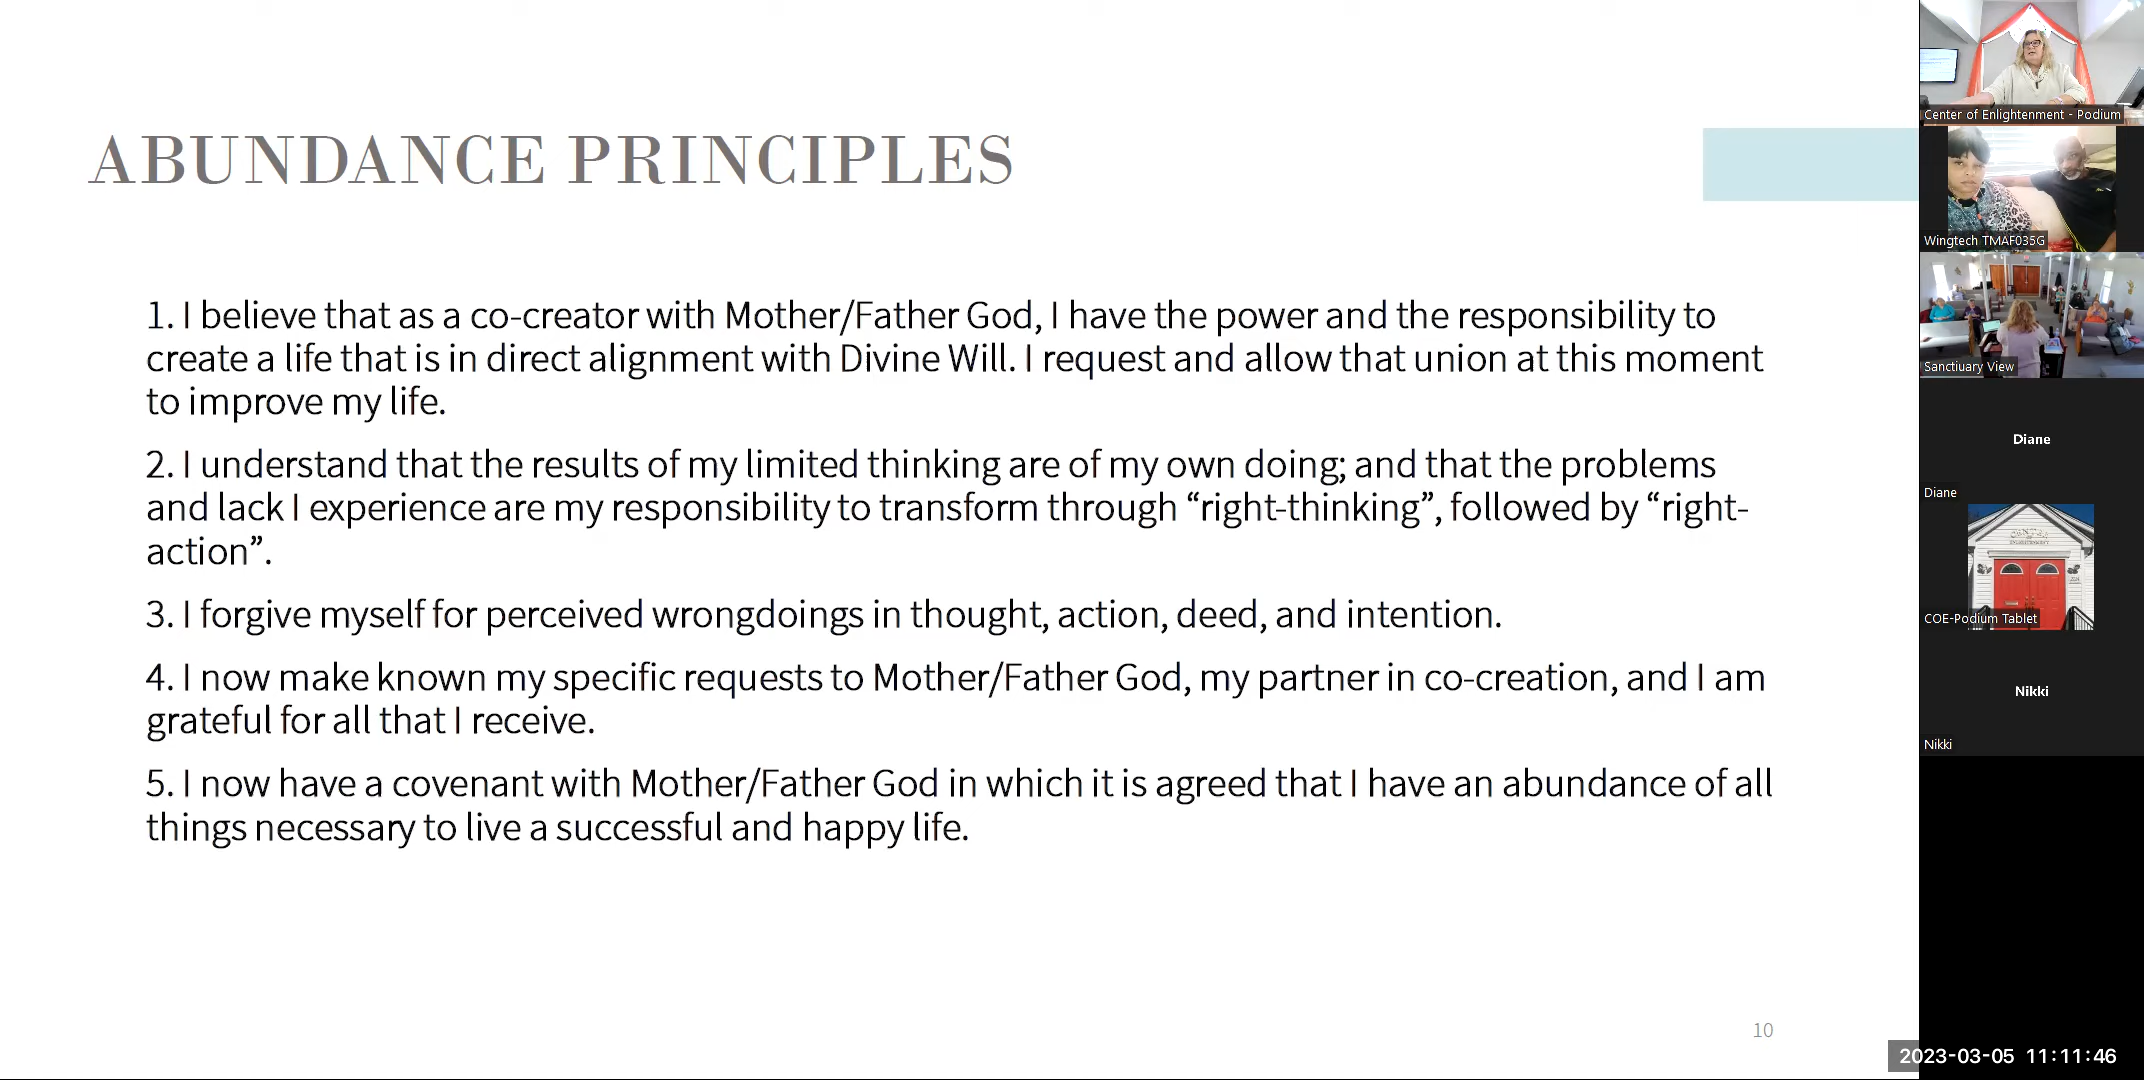 ABUNDANCE PRINCIPLES
1. I believe that as a co-creator with Mother/Father God, I have the power and the responsibility to
create a life that is in direct alignment with Divine Will. I request and allow that union at this moment
to improve my life.
2. I understand that the results of my limited thinking are of my own doing; and that the problems
and lack I experience are my responsibility to transform through “right-thinking”, followed by “right-
action”.
3. I forgive myself for perceived wrongdoings in thought, action, deed, and intention.
4. I now make known my specific requests to Mother/Father God, my partner in co-creation, and I am
grateful for all that I receive.
5. I now have a covenant with Mother/Father God in which it is agreed that I have an abundance of all
things necessary to live a successful and happy life.
10
Center of Enlightenment - Podium
Wingtech TMAF035G
Sanctiuary View
Diane
Diane
COE-Podium Tablet
Nikki
Nikki
2023-03-05 11:11:46